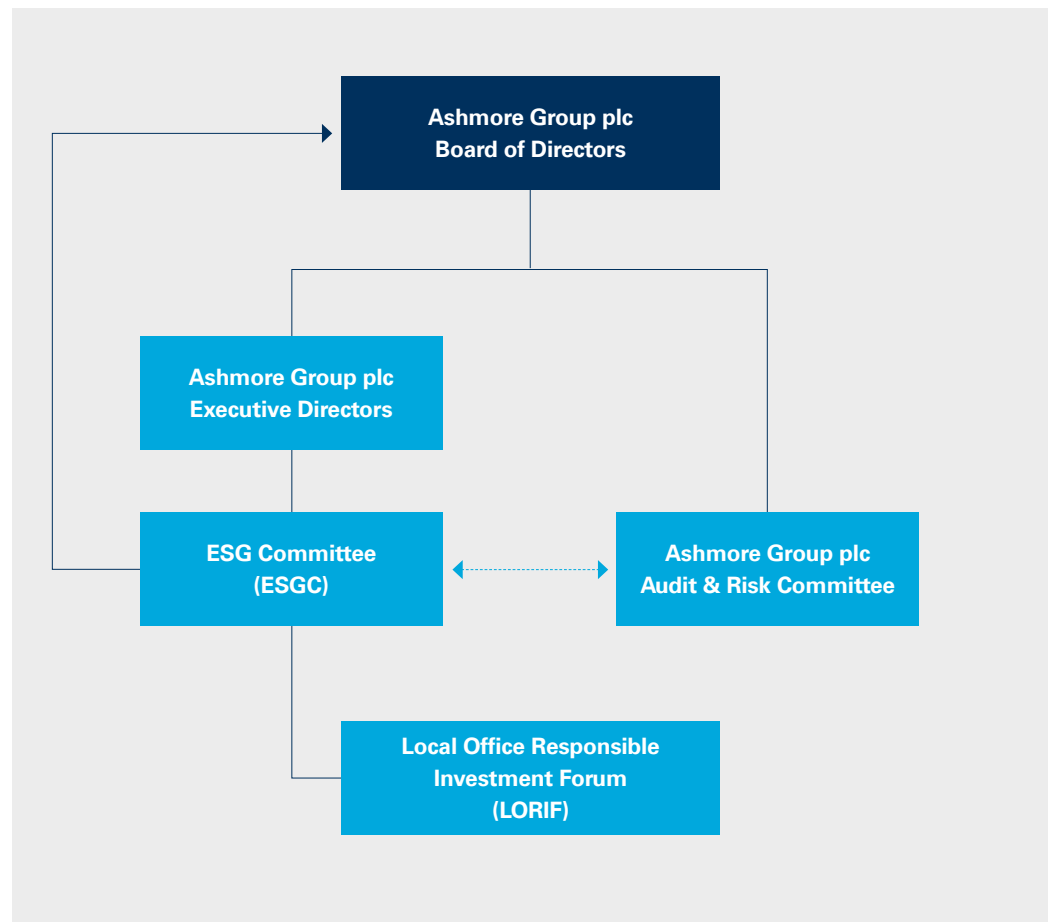 Ashmore Group plc
Board of Directors
Ashmore Group plc
Executive Directors
ESG Committee
(ESGC)
Ashmore Group plc
Audit & Risk Committee
Local Office Responsible
Investment Forum
(LORIF)